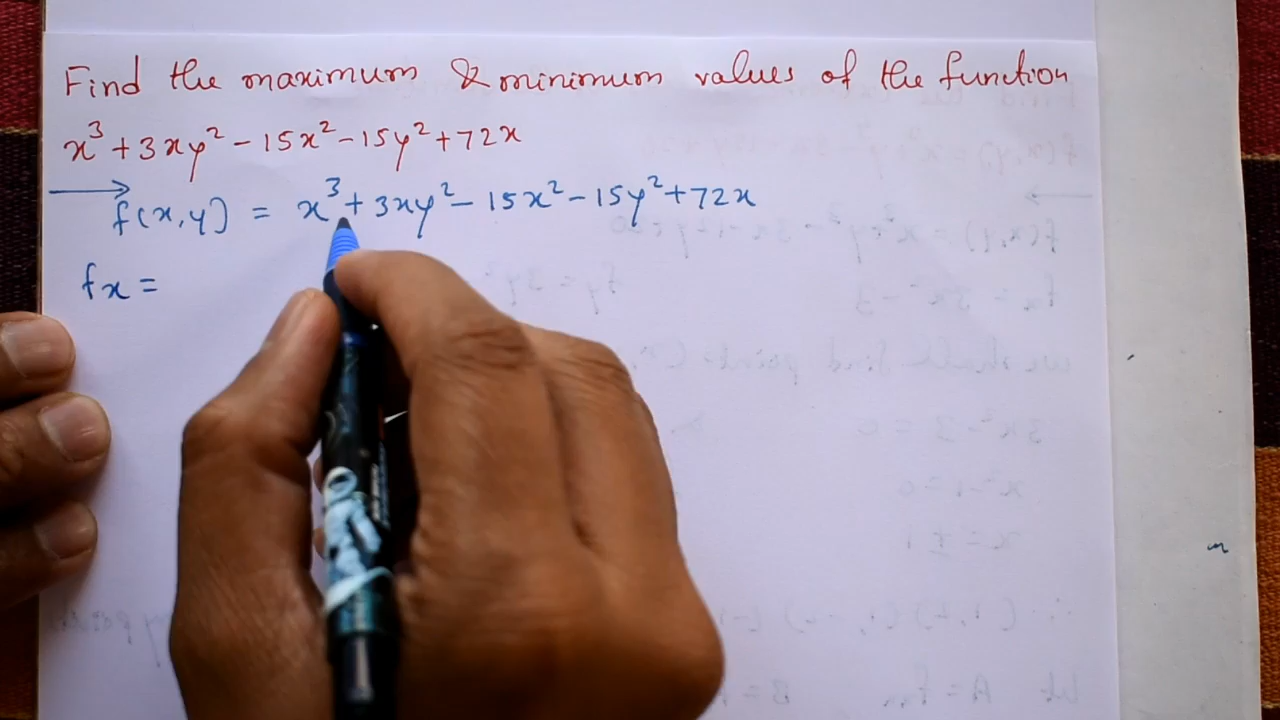 Find the maximum & minimum values of the function
x³ + 3xy² - 15x² - 15y² + 72x
f(x,y) = x³ + 3xy² - 15x² - 15y² + 72x
fx =